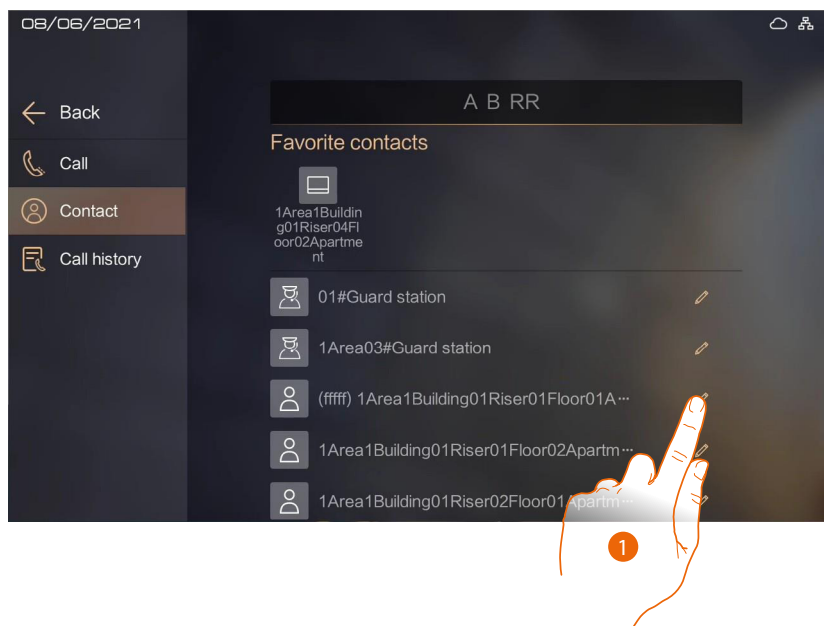 08/06/2021
Back
Call
Contact
Call history
A B RR
Favorite contacts
1Area1Buildin
g01Riser04Fl
oor02Apartme
nt
01#Guard station
1Area03#Guard station
(fffff) 1Area1Building01Riser01Floor01A···
1Area1Building01Riser01Floor02Apartm···
1Area1Building01Riser02Floor01Apartm···
1